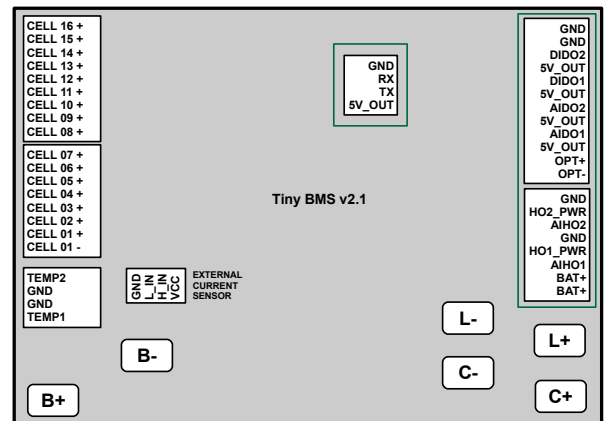 CELL 16 +
CELL 15 +
CELL 14 +
CELL 13 +
CELL 12 +
CELL 11 +
CELL 10 +
CELL 09 +
CELL 08 +
CELL 07 +
CELL 06 +
CELL 05 +
CELL 04 +
CELL 03 +
CELL 02 +
CELL 01 +
CELL 01 -
TEMP2
GND
GND
TEMP1
GND
L_IN
H_IN
VCC
EXTERNAL
CURRENT
SENSOR
B-
B+
GND
RX
TX
5V_OUT
Tiny BMS v2.1
GND
GND
DIDO2
5V_OUT
DIDO1
5V_OUT
AIDO2
5V_OUT
AIDO1
5V_OUT
OPT+
OPT-
GND
HO2_PWR
AIHO2
GND
HO1_PWR
AIHO1
BAT+
BAT+
L-
L+
C-
C+